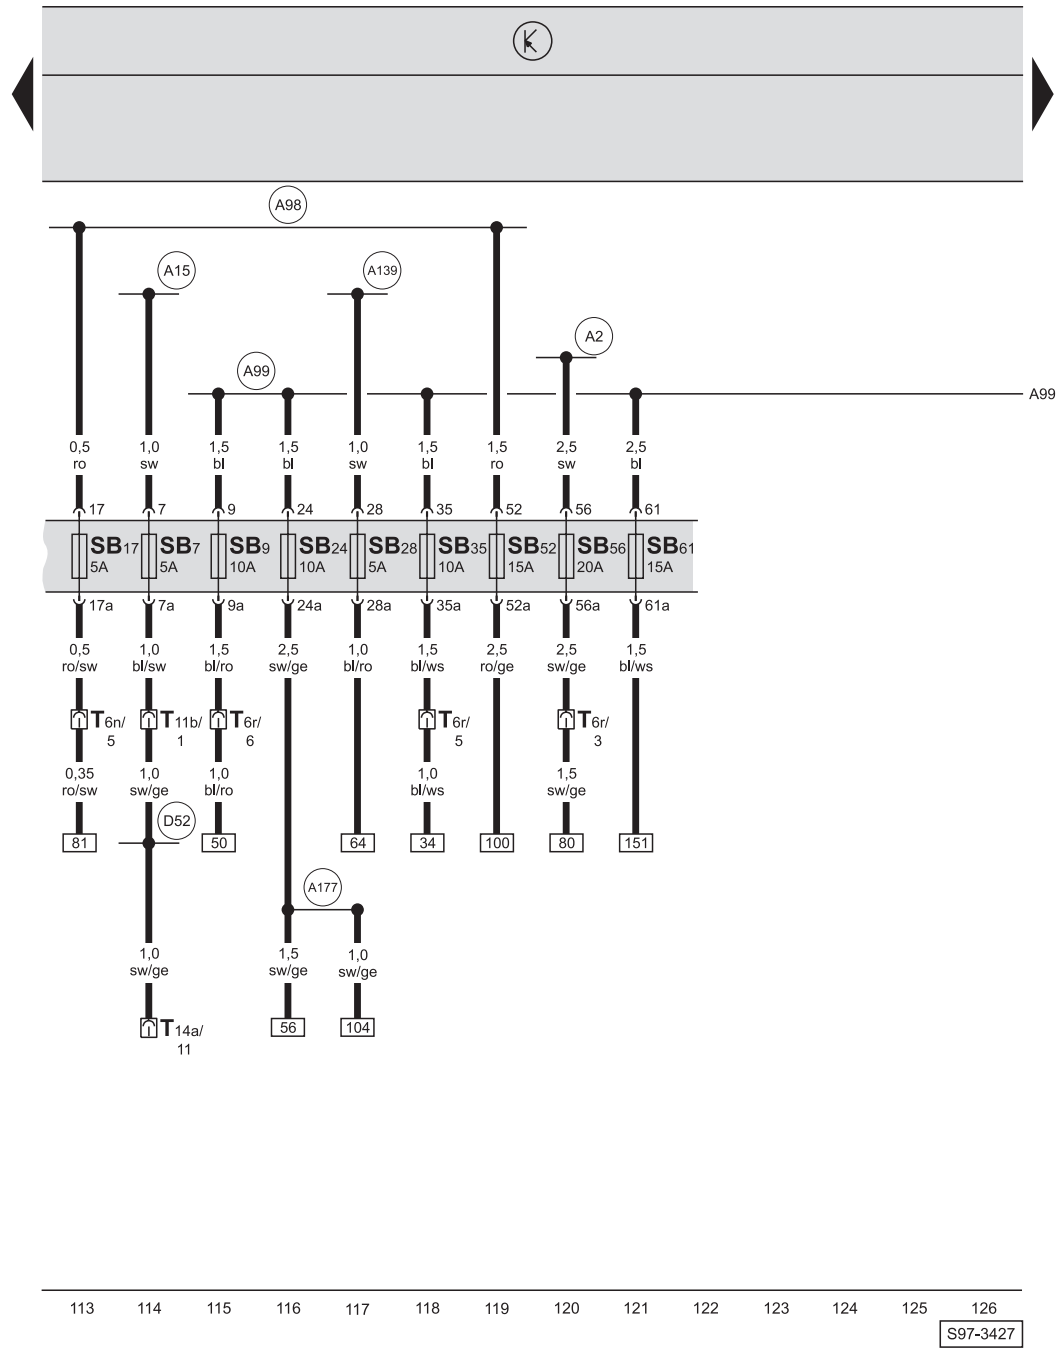 K
A98
A15
A139
A2
A99
A99
0,5 1,0 1,5 1,5 1,0 1,5 1,5 2,5 2,5
ro sw bl bl sw bl ro sw bl
17 7 9 24 28 35 52 56 61
SB17 SB7 SB9 SB24 SB28 SB35 SB52 SB56 SB61
5A 5A 10A 10A 5A 10A 15A 20A 15A
17a 7a 9a 24a 28a 35a 52a 56a 61a
0,5 1,0 1,5 2,5 1,0 1,5 2,5 2,5 1,5
ro/sw bl/sw bl/ro sw/ge bl/ro bl/ws ro/ge sw/ge bl/ws
T6n/ T11b/ T6r/ T6r/ T6r/
5 1 6 5 3
0,35 1,0 1,0 1,0 1,5
ro/sw sw/ge bl/ro bl/ws sw/ge
D52
81 50 64 34 100 80 151
A177
1,0 1,5 1,0
sw/ge sw/ge sw/ge
T14a/ 56 104
11
113 114 115 116 117 118 119 120 121 122 123 124 125 126
S97-3427